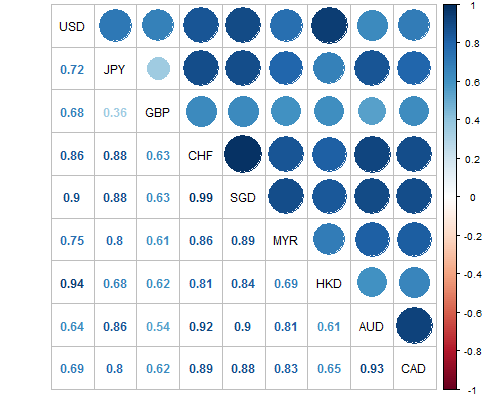 USD
0.72 JPY
0.68 0.36 GBP
0.86 0.88 0.63 CHF
0.9 0.88 0.63 0.99 SGD
0.75 0.8 0.61 0.86 0.89 MYR
0.94 0.68 0.62 0.81 0.84 0.69 HKD
0.64 0.86 0.54 0.92 0.9 0.81 0.61 AUD
0.69 0.8 0.62 0.89 0.88 0.83 0.65 0.93 CAD
1
0.8
0.6
0.4
0.2
0
-0.2
-0.4
-0.6
-0.8
-1